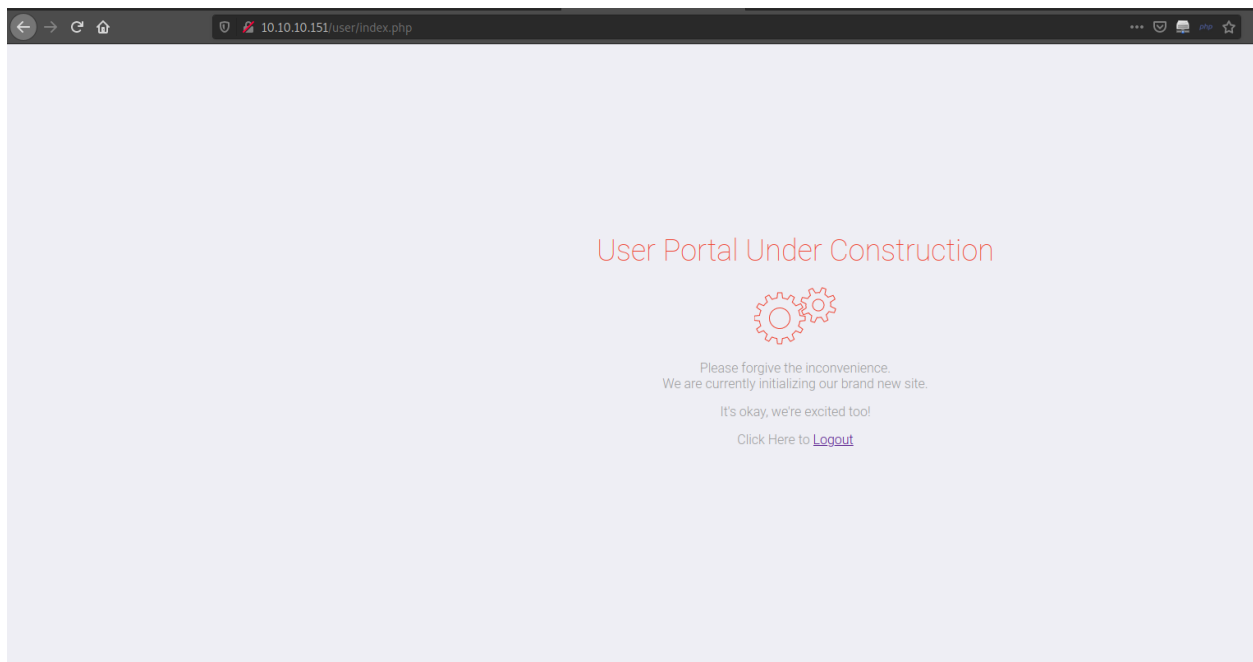 10.10.10.151/user/index.php
php
User Portal Under Construction
Please forgive the inconvenience.
We are currently initializing our brand new site.
It's okay, we're excited too!
Click Here to Logout